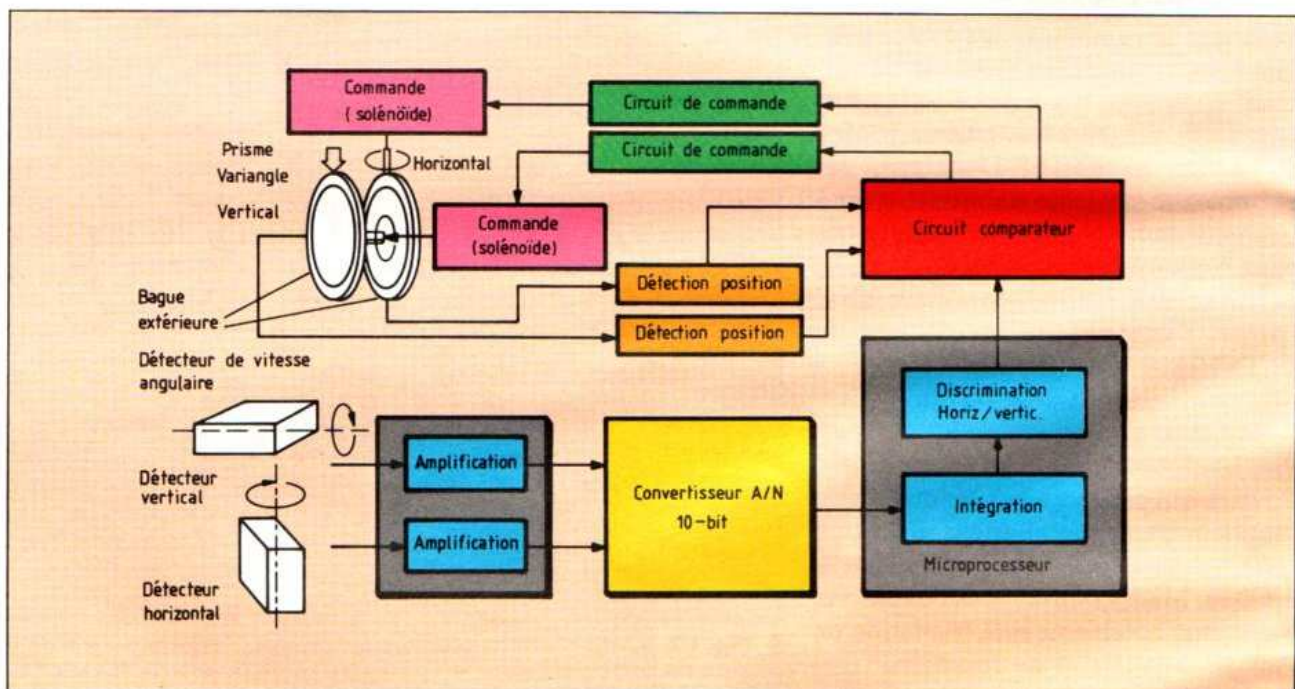 Commande
(solénöïde)
Circuit de commande
Circuit de commande
Prisme
Variangle
Horizontal
Vertical
Commande
(solénoïde)
Circuit comparateur
Détection position
Bague
extérieure
Détection position
Détecteur de vitesse
angulaire
Discrimination
Horiz/vertic.
Amplification
Détecteur
vertical
Convertisseur A/N
10-bit
Intégration
Amplification
Microprocesseur
Détecteur
horizontal